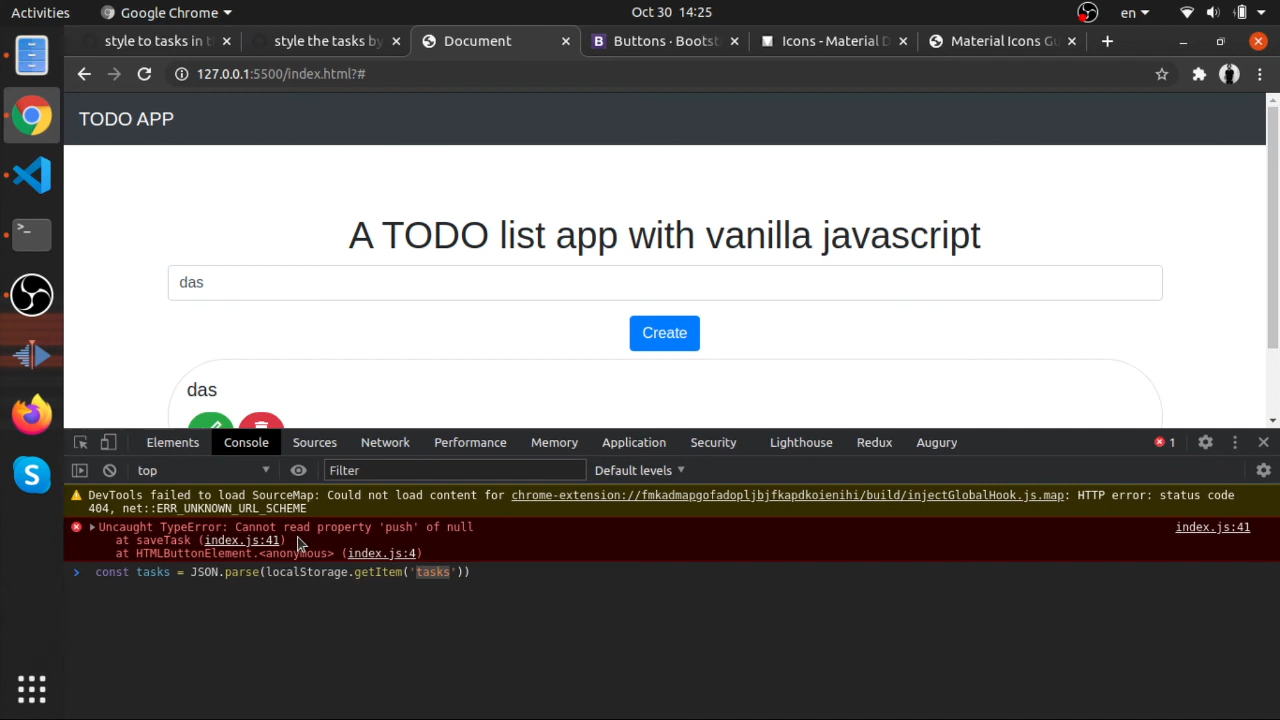 Activities
Google Chrome
Oct 30 14:25
en
style to tasks in t
style the tasks by
Document
Buttons · Bootst
Icons - Material D
Material Icons Gu
127.0.0.1:5500/index.html?#
TODO APP
A TODO list app with vanilla javascript
das
Create
das
Elements
Console
Sources
Network
Performance
Memory
Application
Security
Lighthouse
Redux
Augury
1
top
Filter
Default levels
DevTools failed to load SourceMap: Could not load content for chrome-extension://fmkadmapgofadopljbjfkapdkoienihi/build/injectGlobalHook.js.map: HTTP error: status code
404, net::ERR_UNKNOWN_URL_SCHEME
Uncaught TypeError: Cannot read property 'push' of null
index.js:41
at saveTask (index.js:41)
at HTMLButtonElement.<anonymous> (index.js:4)
const tasks = JSON.parse(localStorage.getItem('tasks'))